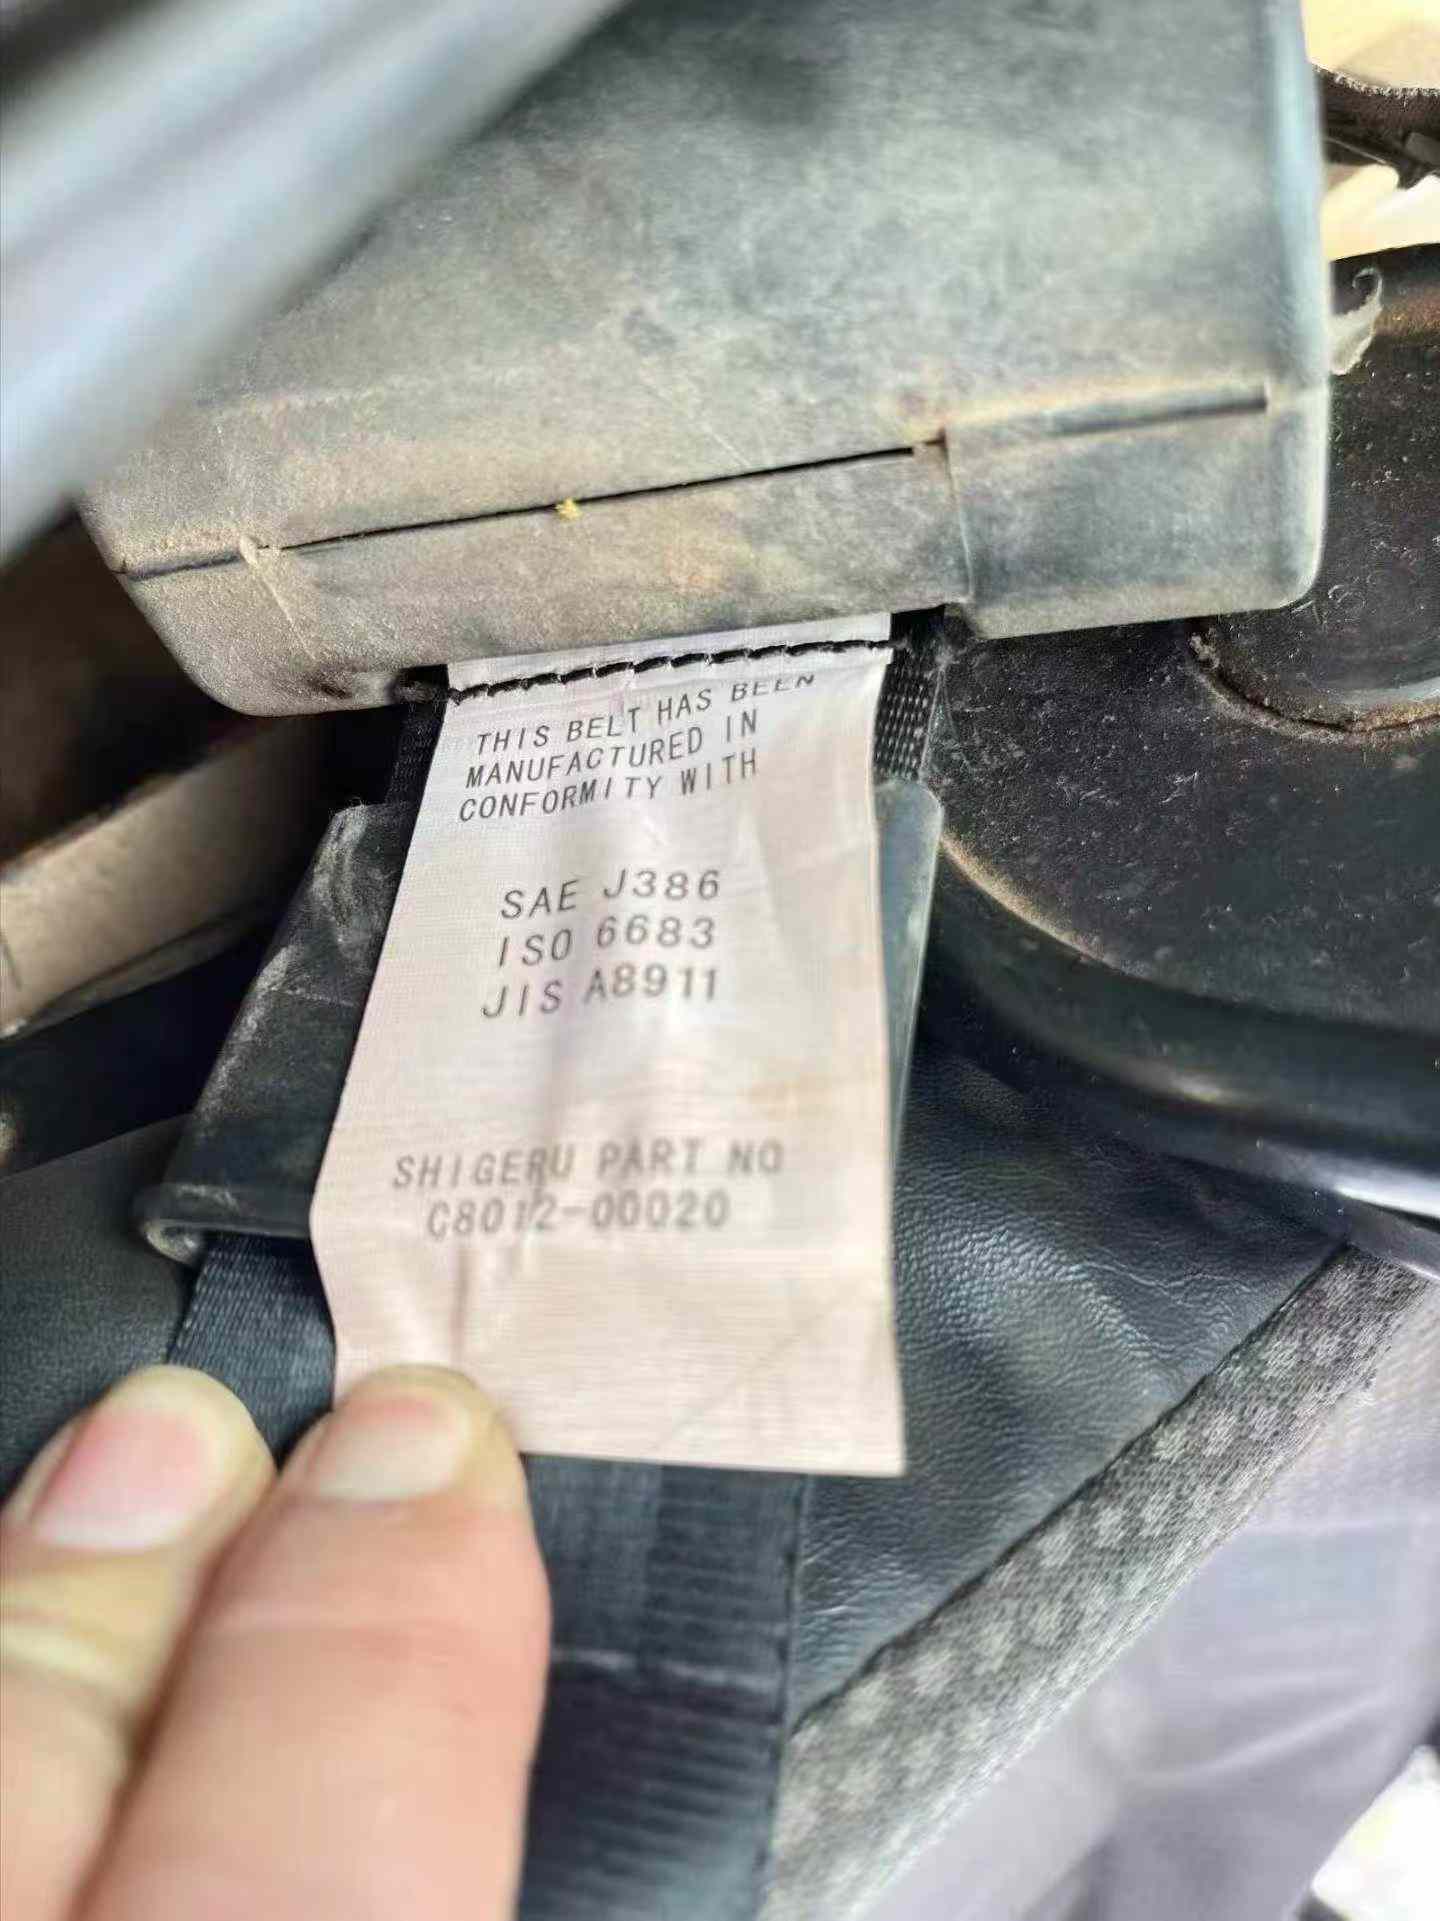 THIS BELT HAS BEEN
MANUFACTURED IN
CONFORMITY WITH
SAE J386
ISO 6683
JIS A8911
SHIGERU PART NO
C8012-00020